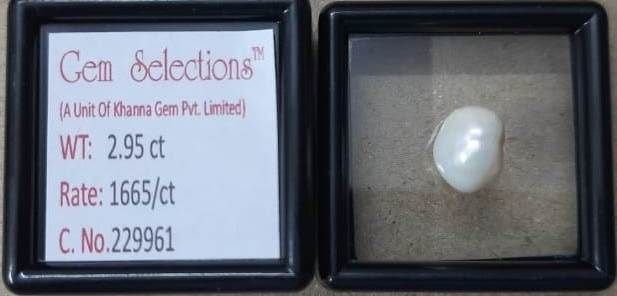 Gem Selections™
(A Unit Of Khanna Gem Pvt. Limited)
WT: 2.95 ct
Rate: 1665/ct
C. No.229961